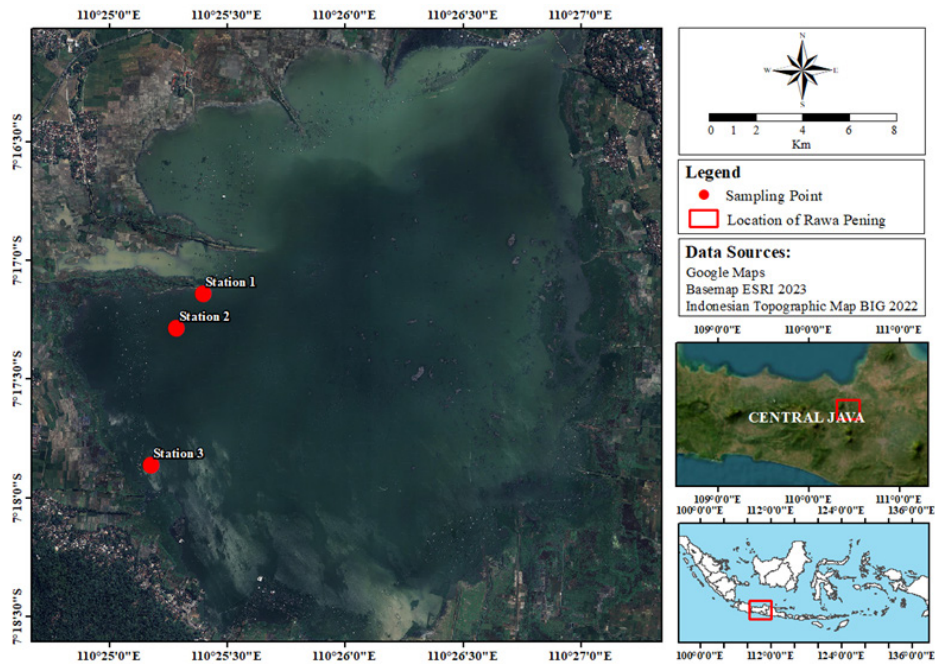 110°25'0"E 110°25'30"E 110°26'0"E 110°26'30"E 110°27'0"E
7°16'30"S
7°17'0"S
7°17'30"S
7°18'0"S
7°18'30"S
Station 1
Station 2
Station 3
110°25'0"E 110°25'30"E 110°26'0"E 110°26'30"E 110°27'0"E
N
W E
S
0 1 2 4 6 8
Km
Legend
Sampling Point
Location of Rawa Pening
Data Sources:
Google Maps
Basemap ESRI 2023
Indonesian Topographic Map BIG 2022
109°0'0"E 110°0'0"E 111°0'0"E
CENTRAL JAVA
109°0'0"E 110°0'0"E 111°0'0"E
100°0'0"E 112°0'0"E 124°0'0"E 136°0'0"E
100°0'0"E 112°0'0"E 124°0'0"E 136°0'0"E